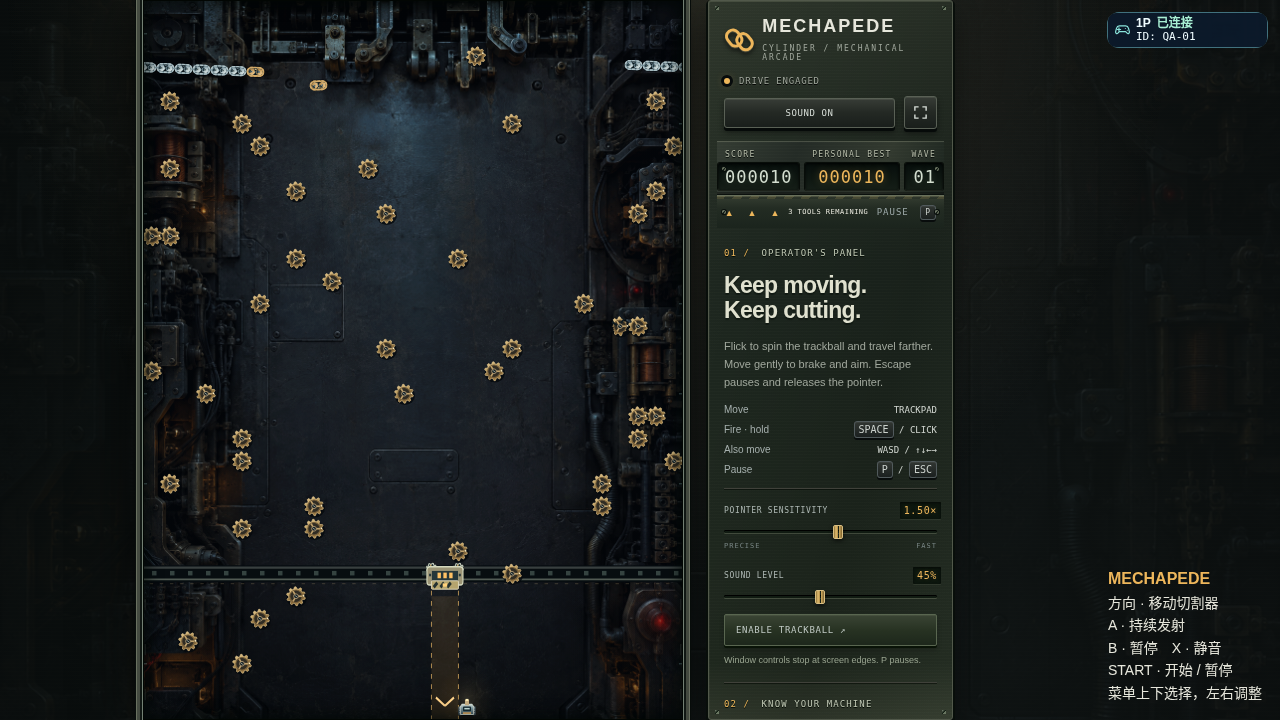 MECHAPEDE
CYLINDER / MECHANICAL
ARCADE
DRIVE ENGAGED
SOUND ON
SCORE PERSONAL BEST WAVE
000010 000010 01
3 TOOLS REMAINING PAUSE P
01 / OPERATOR'S PANEL
Keep moving.
Keep cutting.
Flick to spin the trackball and travel farther.
Move gently to brake and aim. Escape
pauses and releases the pointer.
Move TRACKPAD
Fire · hold SPACE / CLICK
Also move WASD / ↑↓←→
Pause P / ESC
POINTER SENSITIVITY 1.50×
PRECISE FAST
SOUND LEVEL 45%
ENABLE TRACKBALL ↗
Window controls stop at screen edges. P pauses.
02 / KNOW YOUR MACHINE
1P 已连接
ID: QA-01
MECHAPEDE
方向 · 移动切割器
A · 持续发射
B · 暂停 X · 静音
START · 开始 / 暂停
菜单上下选择，左右调整